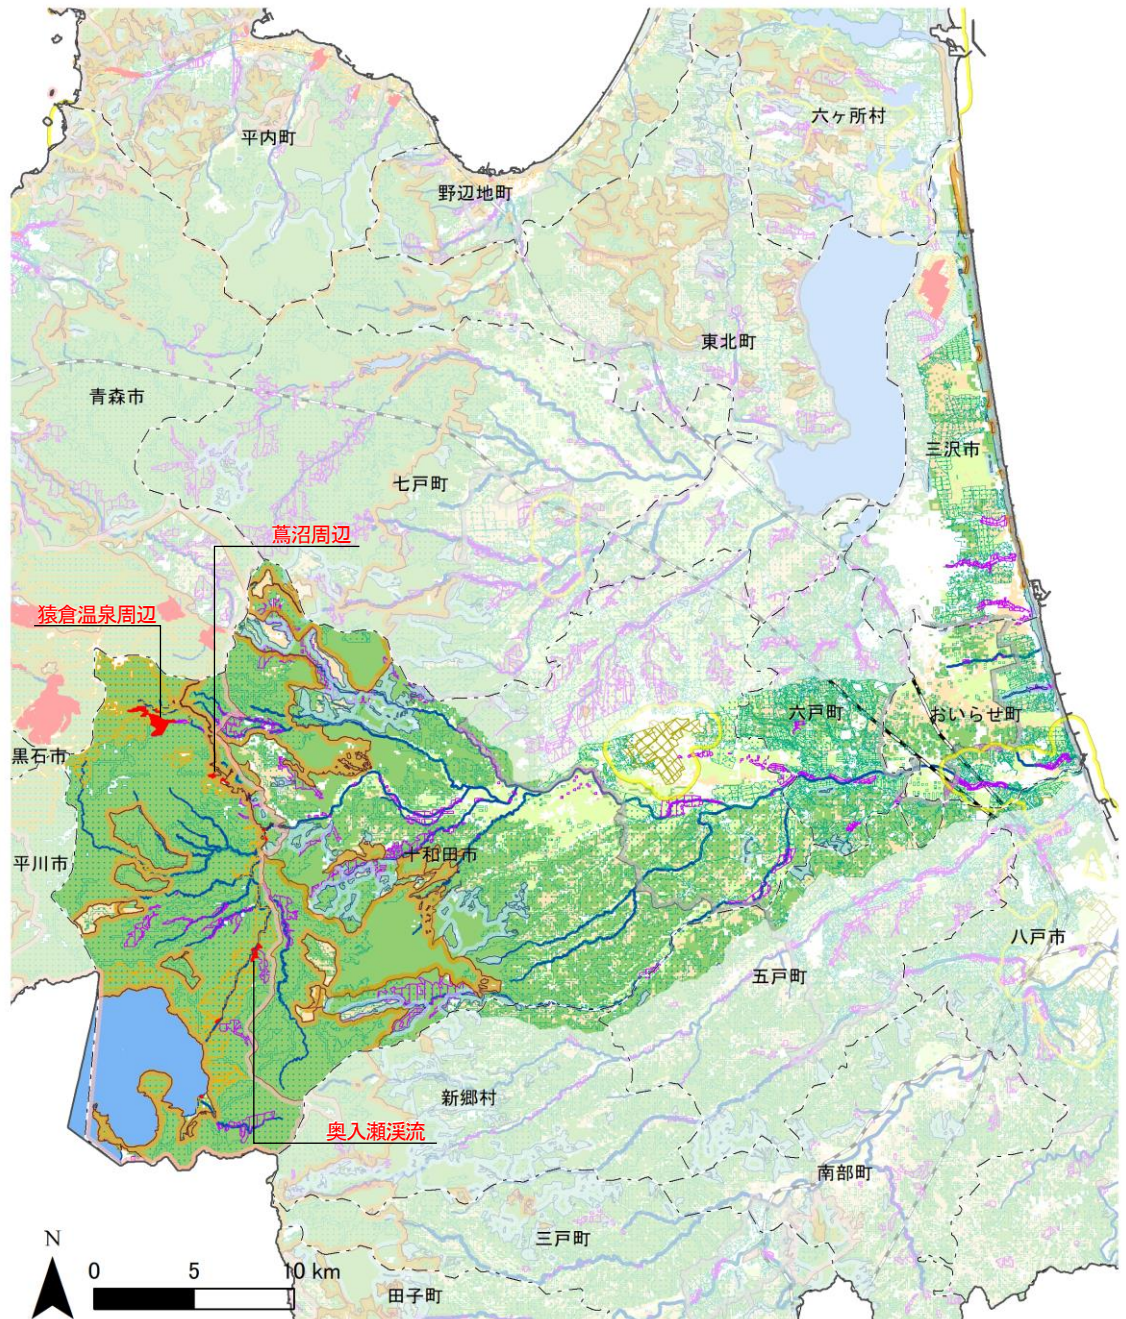 六ヶ所村
平内町
野辺地町
東北町
青森市
三沢市
七戸町
蔦沼周辺
猿倉温泉周辺
六戸町
おいらせ町
黒石市
十和田市
平川市
八戸市
五戸町
新郷村
奥入瀬渓流
南部町
三戸町
N
0 5 10 km
田子町